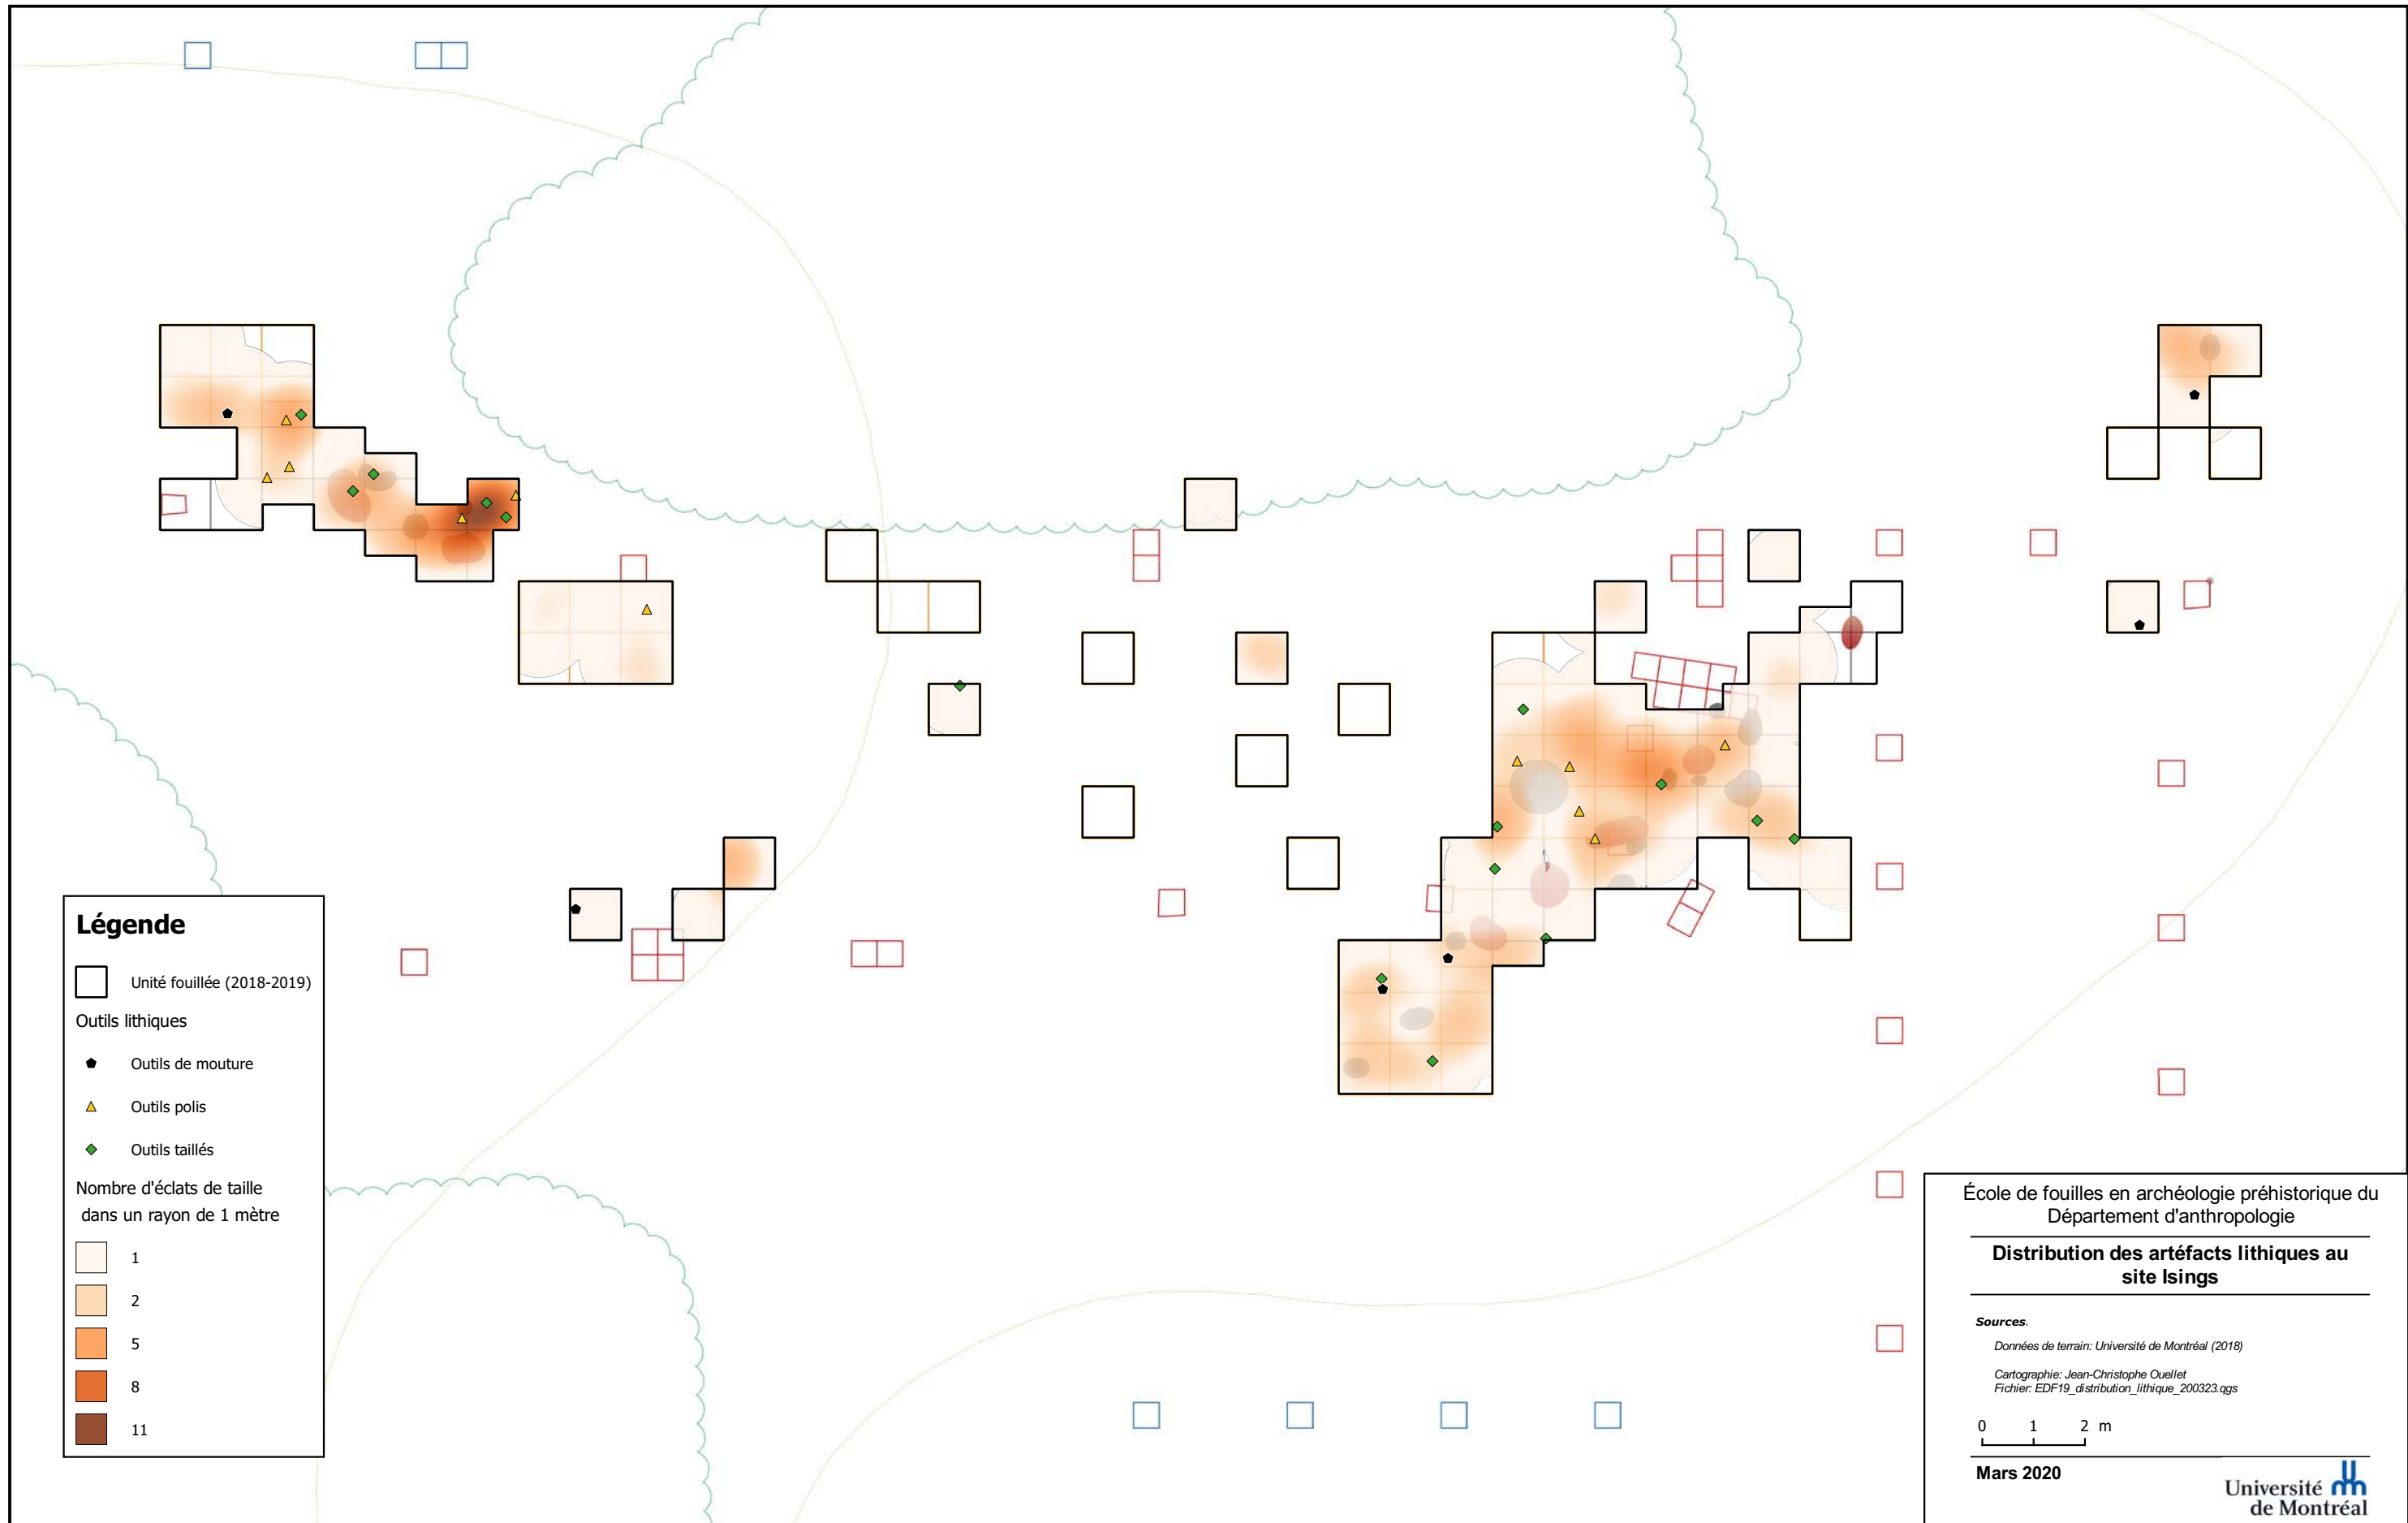 Légende
Unité fouillée (2018-2019)
Outils lithiques
Outils de mouture
Outils polis
Outils taillés
Nombre d'éclats de taille
dans un rayon de 1 mètre
1
2
5
8
11
École de fouilles en archéologie préhistorique du
Département d'anthropologie
Distribution des artéfacts lithiques au
site Isings
Sources.
Données de terrain: Université de Montréal (2018)
Cartographie: Jean-Christophe Ouellet
Fichier: EDF19_distribution_lithique_200323.qgs
0 1 2 m
Mars 2020
Université
de Montréal